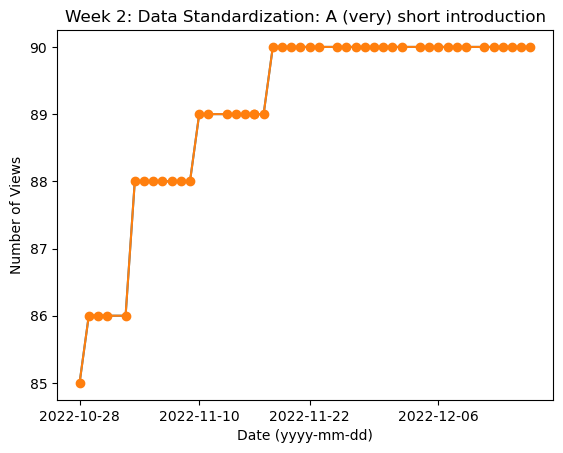 Week 2: Data Standardization: A (very) short introduction
Number of Views
90
89
88
87
86
85
2022-10-28 2022-11-10 2022-11-22 2022-12-06
Date (yyyy-mm-dd)